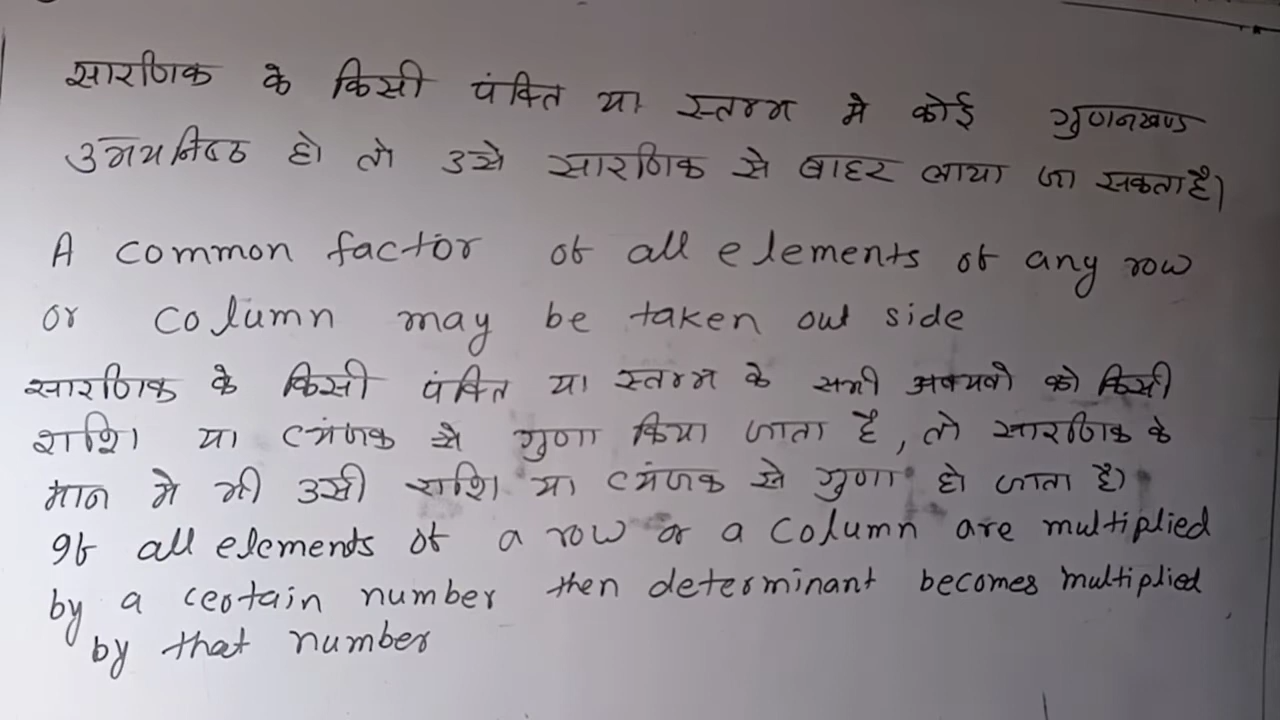 सारणिक के किसी पंक्ति या स्तम्भ मे कोई गुणनखण्ड
उभयनिष्ठ हो तो उसे सारणिक से बाहर लाया जा सकता है।
A common factor of all elements of any row
or column may be taken out side
सारणिक के किसी पंक्ति या स्तम्भ के सभी अवयवो को किसी
राशि या व्यंजक से गुणा किया जाता है, तो सारणिक के
मान मे भी उसी राशि या व्यंजक से गुणा हो जाता है।
If all elements of a row or a column are multiplied
by a certain number then determinant becomes multiplied
by that number